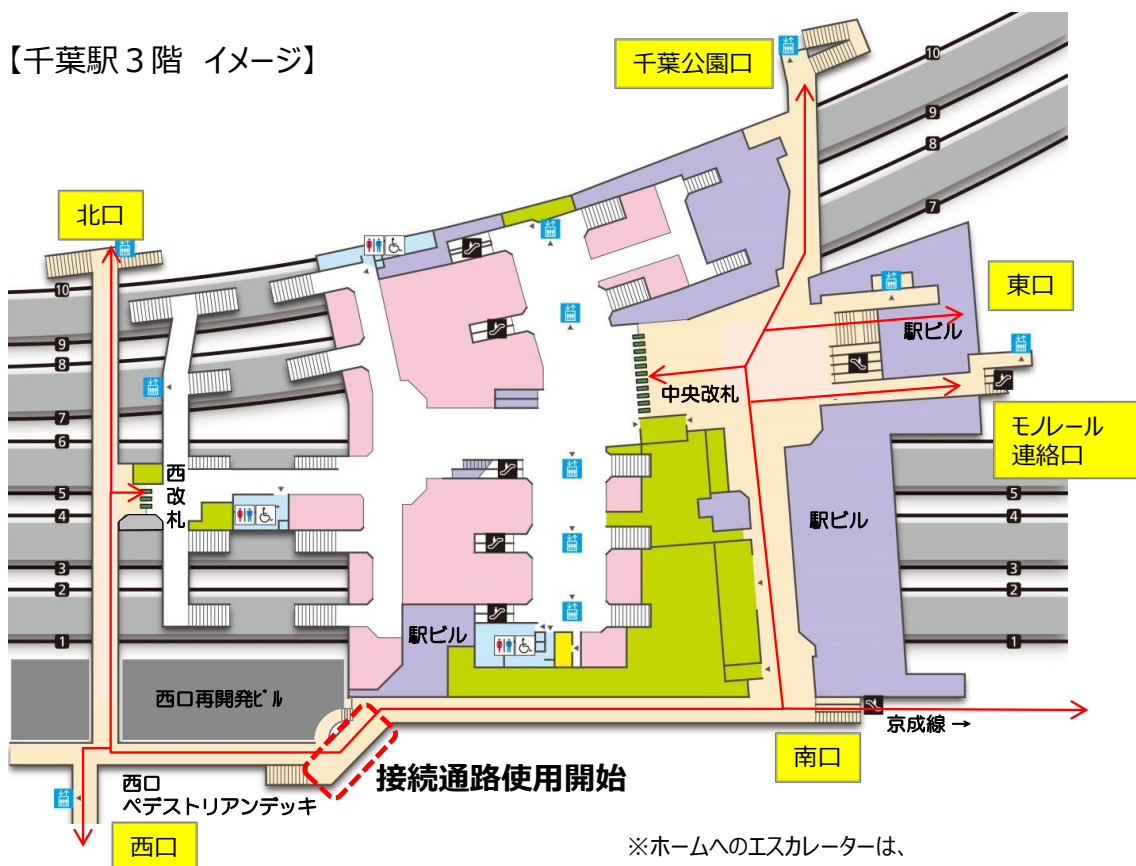 【千葉駅３階 イメージ】
千葉公園口
10
9
8
7
北口
10
9
8
7
6
5
4
3
2
1
東口
駅ビル
中央改札
モノレール
連絡口
西改札
5
4
3
2
1
駅ビル
駅ビル
西口再開発ビル
京成線 →
南口
接続通路使用開始
西口
ペデストリアンデッキ
西口
※ホームへのエスカレーターは、